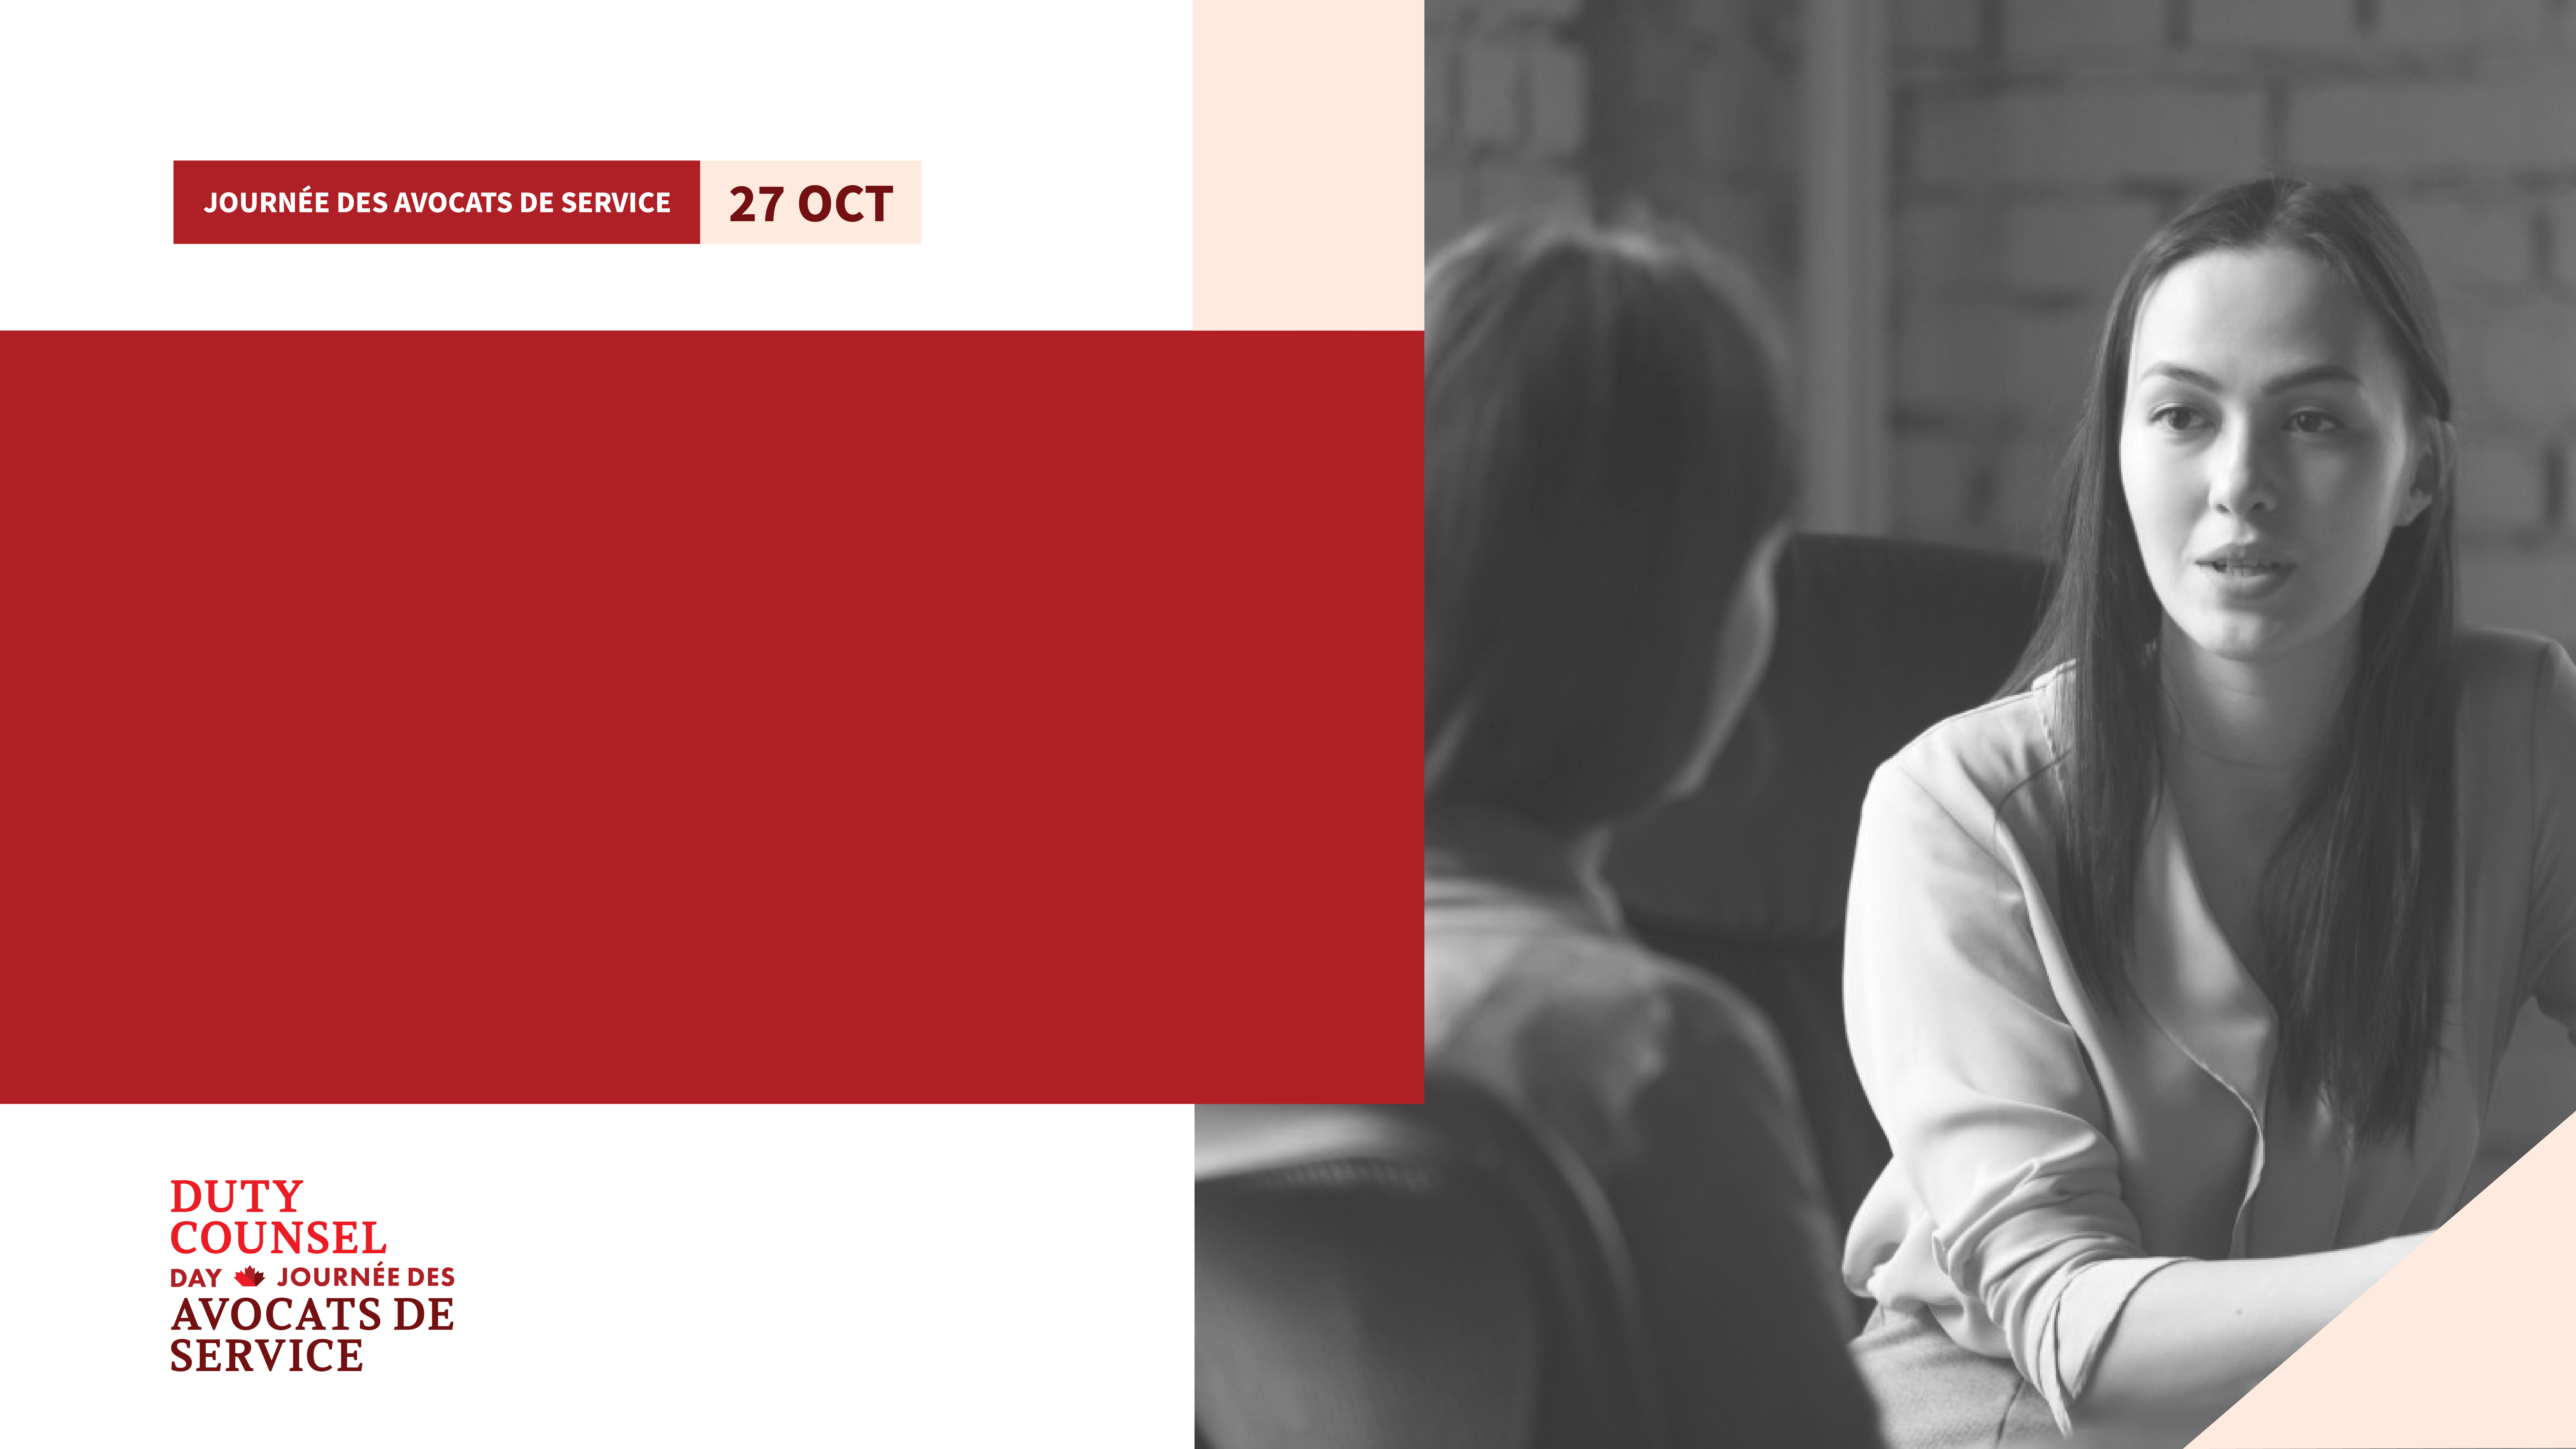 JOURNÉE DES AVOCATS DE SERVICE 27 OCT
DUTY
COUNSEL
DAY JOURNÉE DES
AVOCATS DE
SERVICE